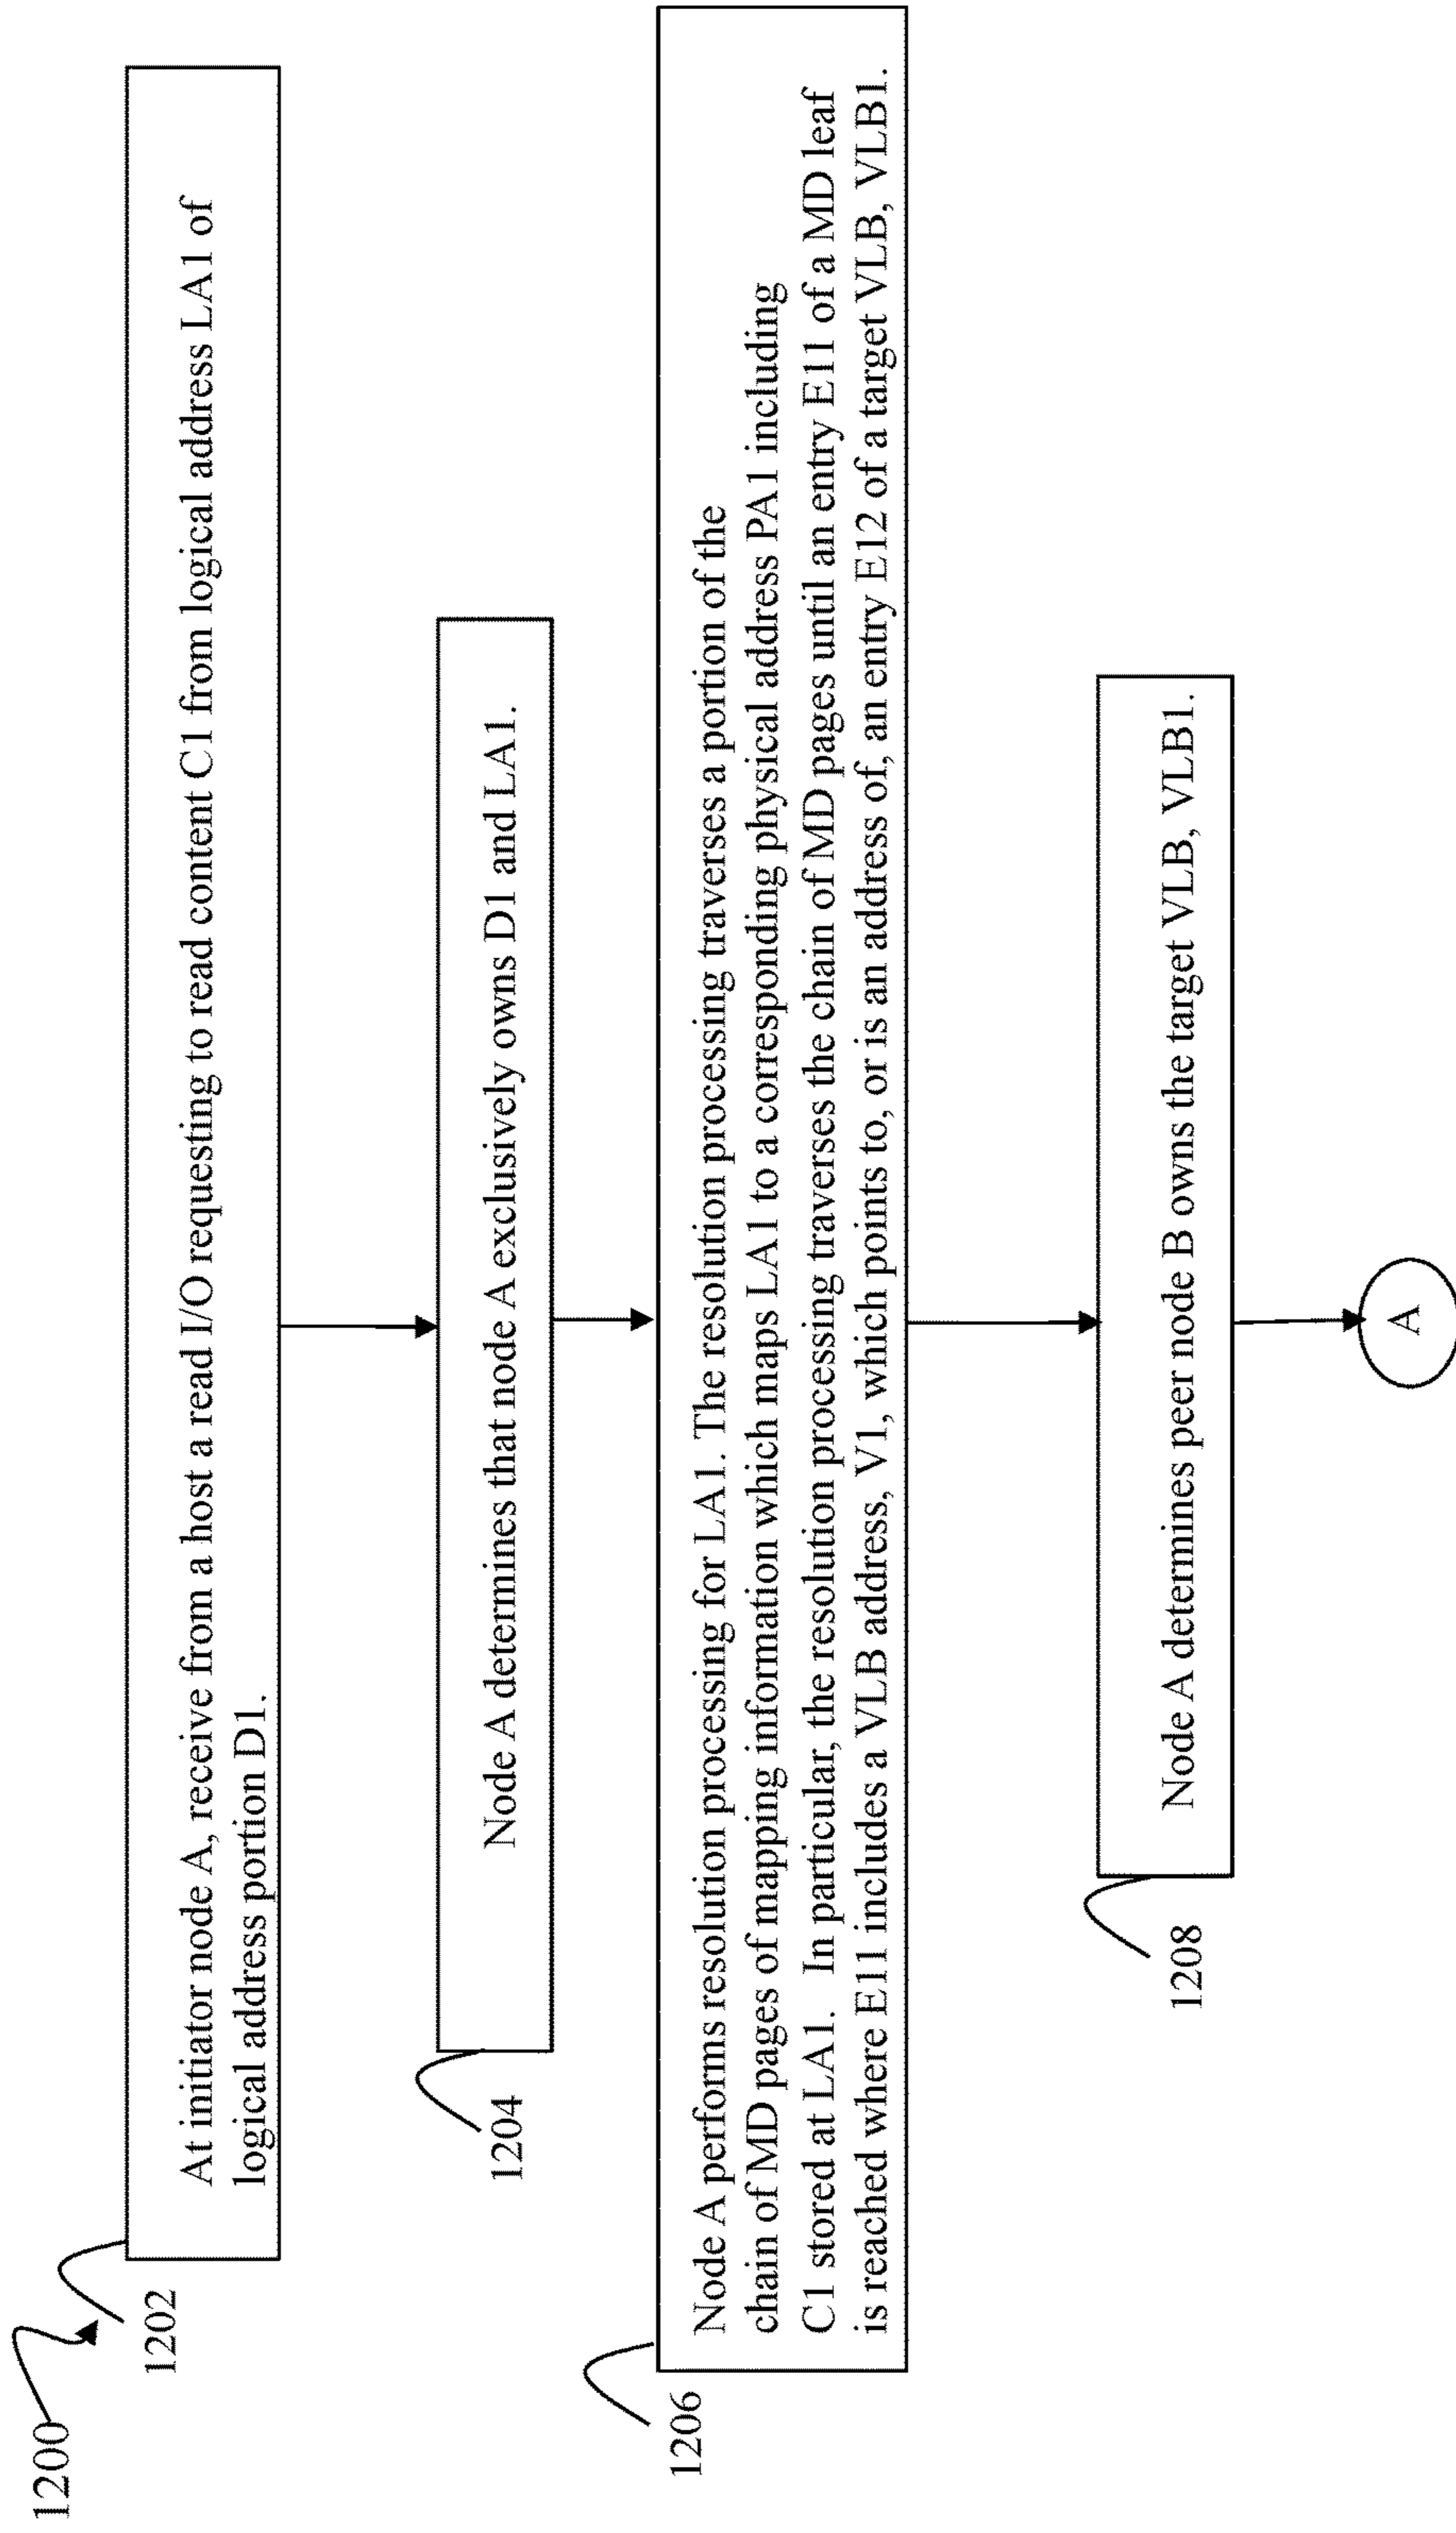 1200
1202
At initiator node A, receive from a host a read I/O requesting to read content C1 from logical address LA1 of
logical address portion D1.
1204
Node A determines that node A exclusively owns D1 and LA1.
1206
Node A performs resolution processing for LA1. The resolution processing traverses a portion of the
chain of MD pages of mapping information which maps LA1 to a corresponding physical address PA1 including
C1 stored at LA1. In particular, the resolution processing traverses the chain of MD pages until an entry E11 of a MD leaf
is reached where E11 includes a VLB address, V1, which points to, or is an address of, an entry E12 of a target VLB, VLB1.
1208
Node A determines peer node B owns the target VLB, VLB1.
A